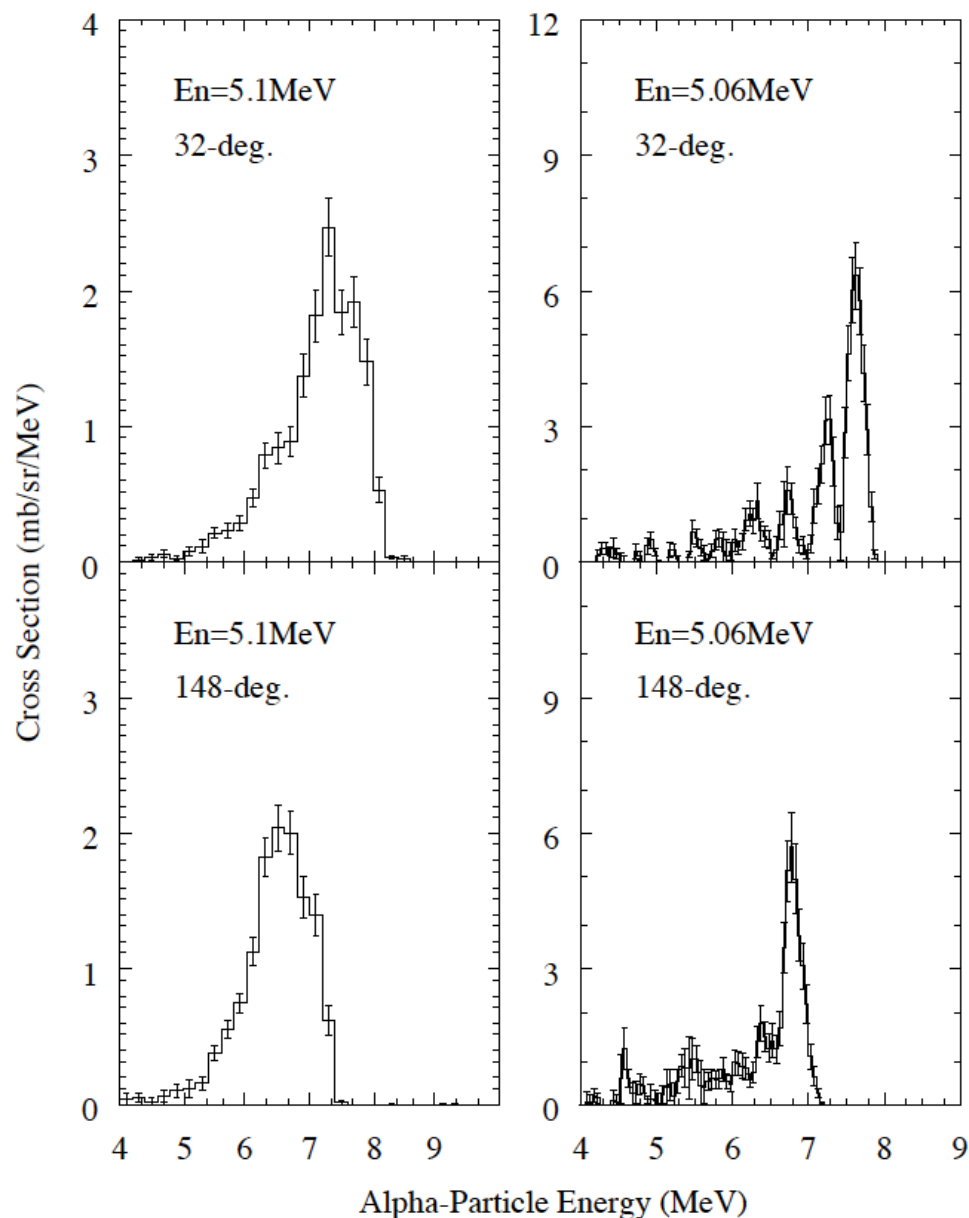 4
3
2
1
0
En=5.1MeV
32-deg.
12
9
6
3
0
En=5.06MeV
32-deg.
3
2
1
0
En=5.1MeV
148-deg.
9
6
3
0
En=5.06MeV
148-deg.
4 5 6 7 8 9
4 5 6 7 8 9
Cross Section (mb/sr/MeV)
Alpha-Particle Energy (MeV)